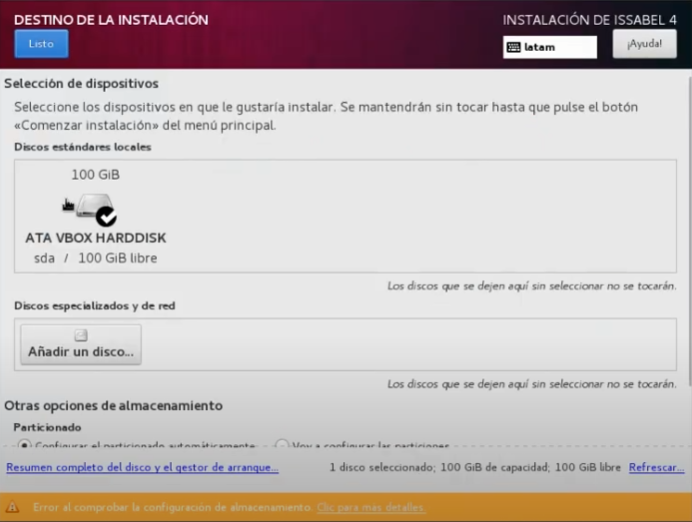 DESTINO DE LA INSTALACIÓN
INSTALACIÓN DE ISSABEL 4
Listo
latam
¡Ayuda!
Selección de dispositivos
Seleccione los dispositivos en que le gustaría instalar. Se mantendrán sin tocar hasta que pulse el botón
«Comenzar instalación» del menú principal.
Discos estándares locales
100 GiB
ATA VBOX HARDDISK
sda / 100 GiB libre
Los discos que se dejen aquí sin seleccionar no se tocarán.
Discos especializados y de red
Añadir un disco...
Los discos que se dejen aquí sin seleccionar no se tocarán.
Otras opciones de almacenamiento
Particionado
Configurar el particionado automáticamente. Voy a configurar las particiones.
Resumen completo del disco y el gestor de arranque...
1 disco seleccionado; 100 GiB de capacidad; 100 GiB libre Refrescar...
Error al comprobar la configuración de almacenamiento. Clic para mas detalles.